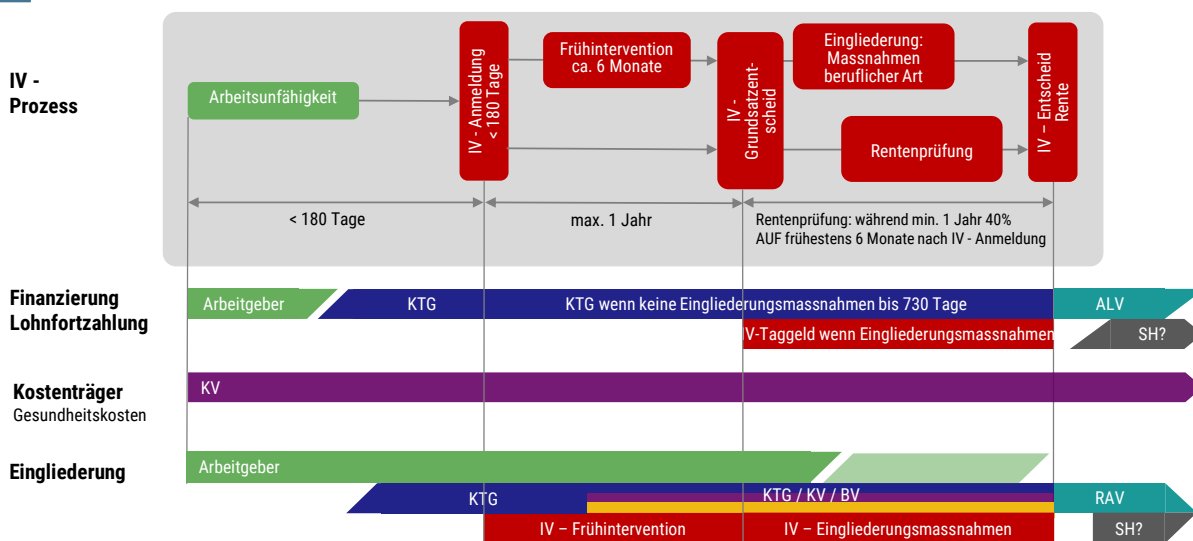 IV -
Prozess
Arbeitsunfähigkeit
IV - Anmeldung
< 180 Tage
Frühintervention
ca. 6 Monate
IV -
Grundsatzent-
scheid
Eingliederung:
Massnahmen
beruflicher Art
Rentenprüfung
IV – Entscheid
Rente
< 180 Tage
max. 1 Jahr
Rentenprüfung: während min. 1 Jahr 40%
AUF frühestens 6 Monate nach IV - Anmeldung
Finanzierung
Lohnfortzahlung
Arbeitgeber
KTG
KTG wenn keine Eingliederungsmassnahmen bis 730 Tage
ALV
IV-Taggeld wenn Eingliederungsmassnahmen
SH?
Kostenträger
Gesundheitskosten
KV
Eingliederung
Arbeitgeber
KTG
KTG / KV / BV
RAV
IV – Frühintervention
IV – Eingliederungsmassnahmen
SH?